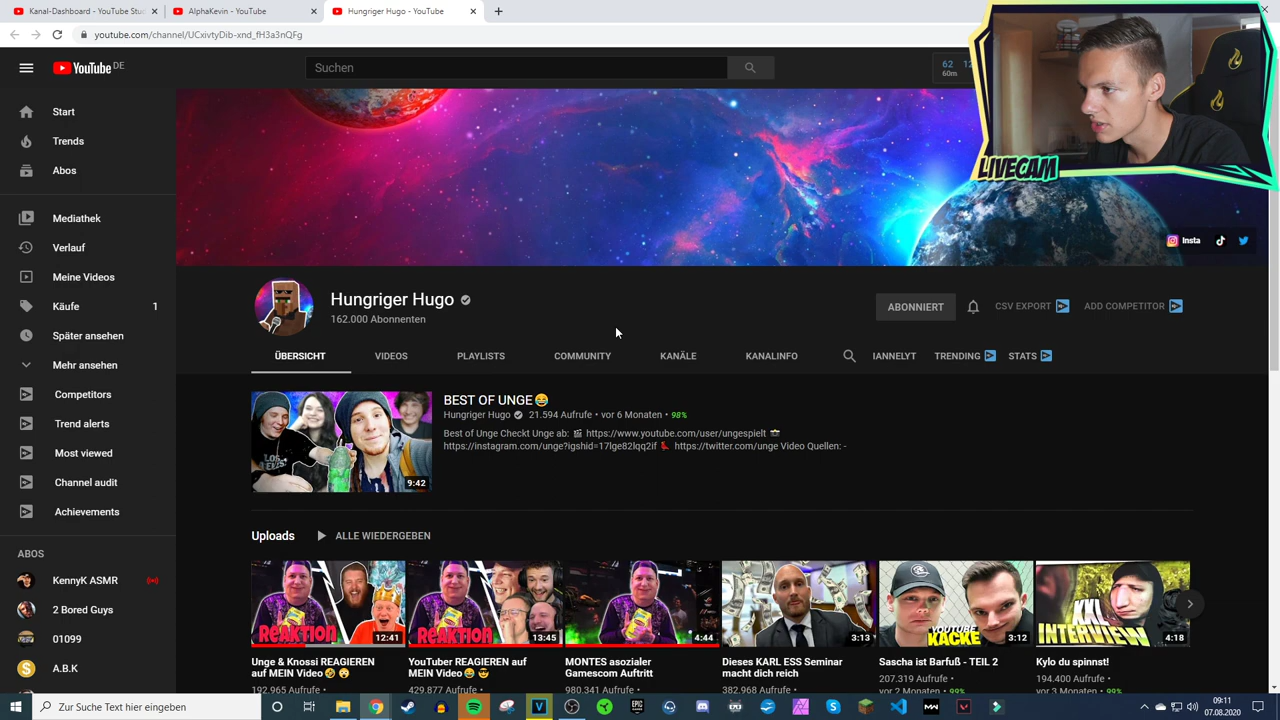 Kanal-Dashboard - YouTube Stu
AlphaKevin - YouTube
Hungriger Hugo - YouTube
youtube.com/channel/UCxivtyDib-xnd_fH3a3nQFg
YouTube DE
Suchen
62 12
60m
LIVECAM
Start
Trends
Abos
Mediathek
Verlauf
Meine Videos
Käufe 1
Später ansehen
Mehr ansehen
Competitors
Trend alerts
Most viewed
Channel audit
Achievements
ABOS
KennyK ASMR
2 Bored Guys
01099
A.B.K
Insta
Hungriger Hugo
162.000 Abonnenten
ABONNIERT
CSV EXPORT
ADD COMPETITOR
ÜBERSICHT VIDEOS PLAYLISTS COMMUNITY KANÄLE KANALINFO IANNELYT TRENDING STATS
9:42
BEST OF UNGE😂
Hungriger Hugo 21.594 Aufrufe • vor 6 Monaten • 98%
Best of Unge Checkt Unge ab: 🎬 https://www.youtube.com/user/ungespielt
https://instagram.com/unge?igshid=17lge82lqq2if https://twitter.com/unge Video Quellen: -
Uploads ALLE WIEDERGEBEN
REAKTION
12:41
REAKTION
13:45
4:44
3:13
YOUTUBE
KACKE
3:12
XXL
INTERVIEW
4:18
Unge & Knossi REAGIEREN
auf MEIN Video🤣😮
192.965 Aufrufe •
YouTuber REAGIEREN auf
MEIN Video😂 😎
429.877 Aufrufe •
MONTES asozialer
Gamescom Auftritt
980.341 Aufrufe •
Dieses KARL ESS Seminar
macht dich reich
382.968 Aufrufe •
Sascha ist Barfuß - TEIL 2
207.319 Aufrufe •
vor 2 Monaten • 99%
Kylo du spinnst!
194.400 Aufrufe •
vor 3 Monaten • 99%
Zur Suche Text hier eingeben
09:11
07.08.2020